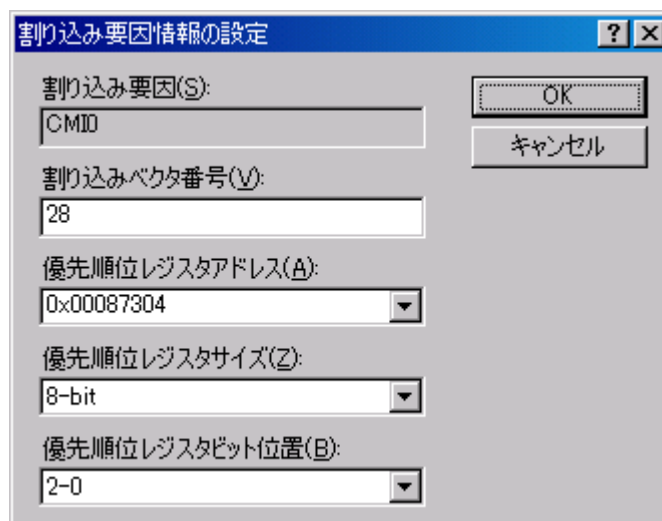 割り込み要因情報の設定
割り込み要因(S):
CMI0
割り込みベクタ番号(V):
28
優先順位レジスタアドレス(A):
0x00087304
優先順位レジスタサイズ(Z):
8-bit
優先順位レジスタビット位置(B):
2-0
OK
キャンセル